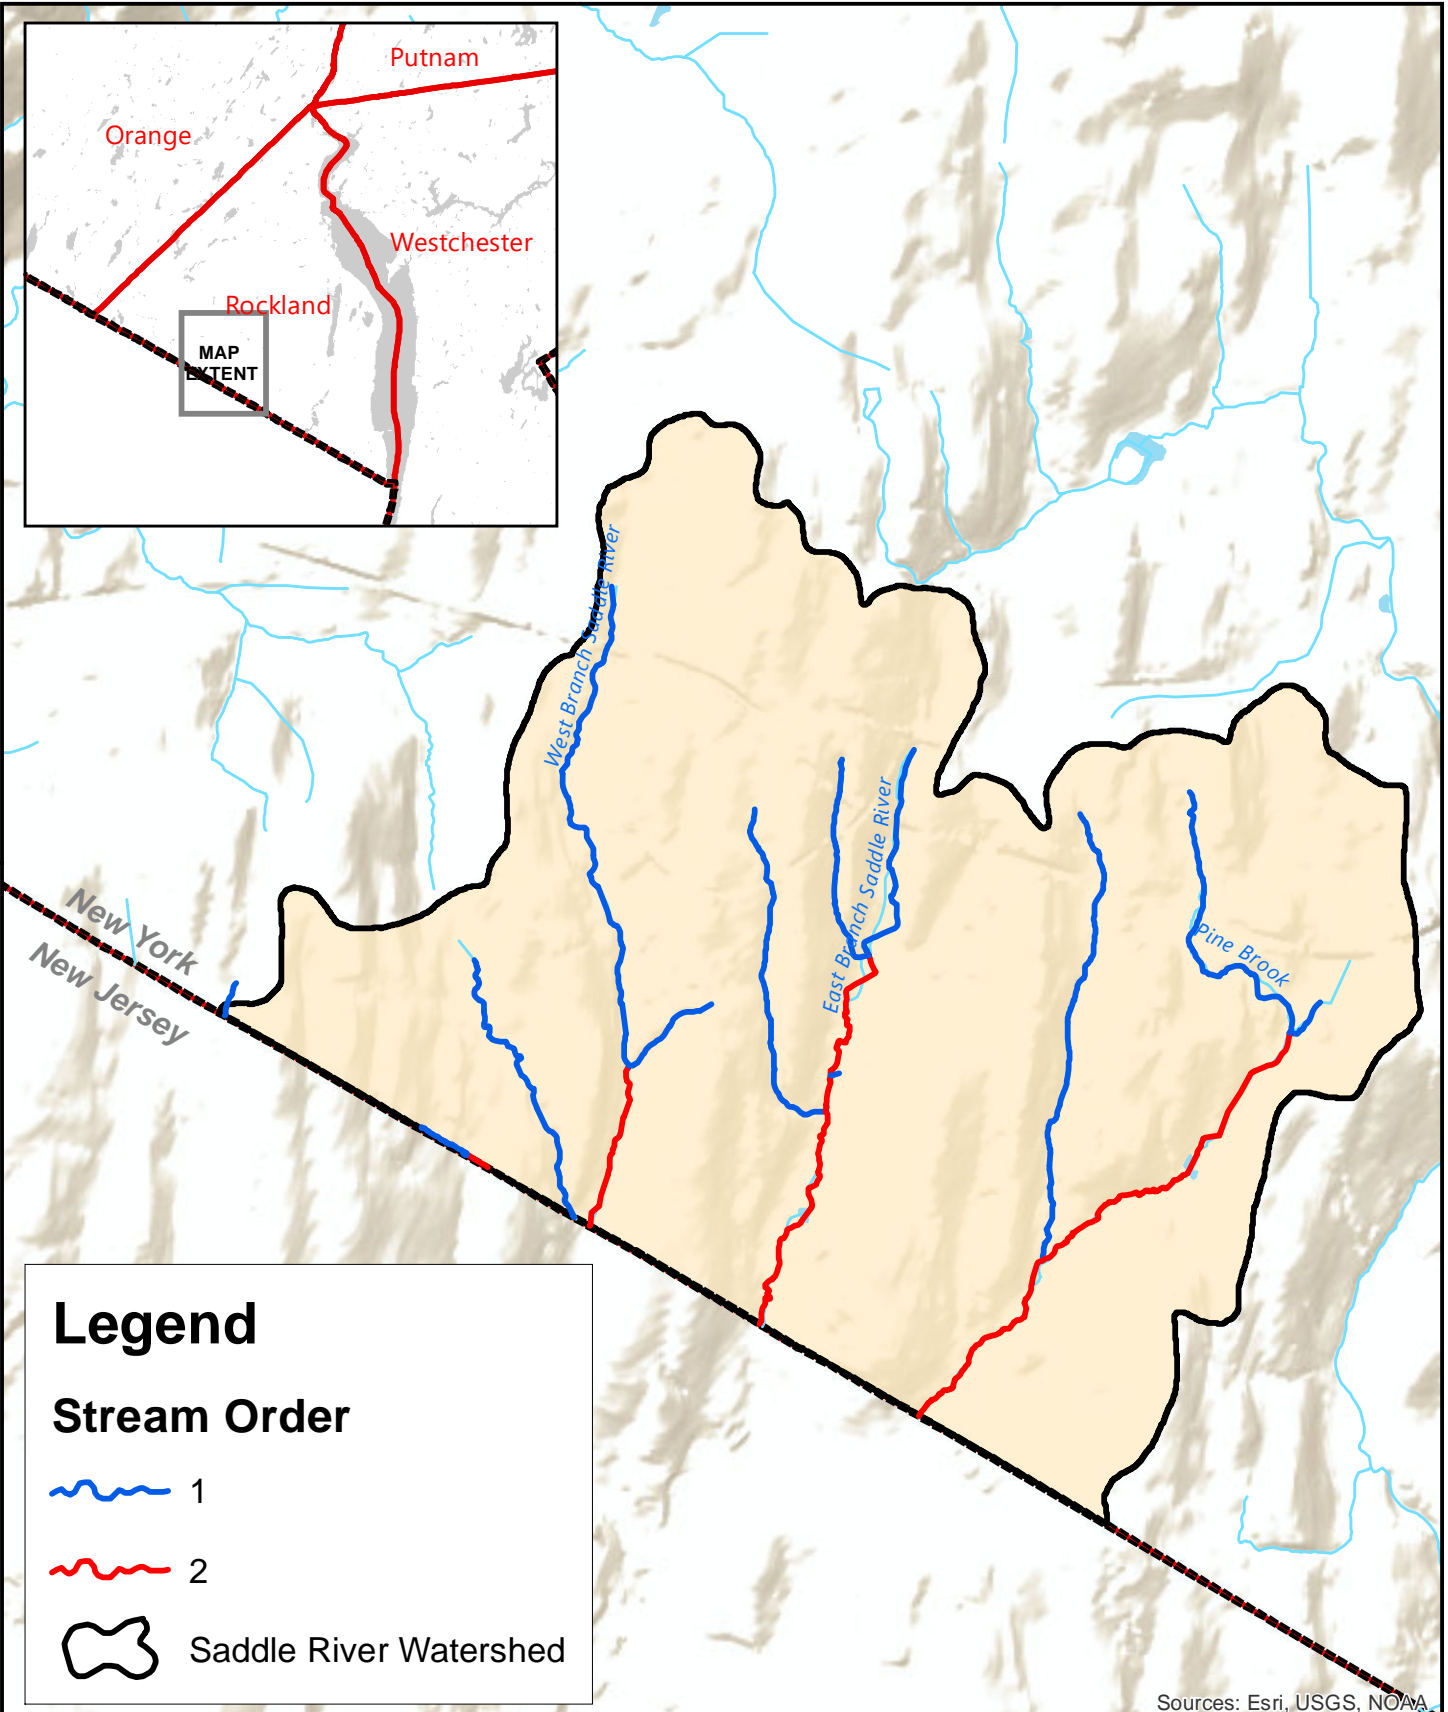 Putnam
Orange
Westchester
Rockland
MAP
EXTENT
West Branch Saddle River
East Branch Saddle River
Pine Brook
New York
New Jersey
Legend
Stream Order
1
2
Saddle River Watershed
Sources: Esri, USGS, NOAA